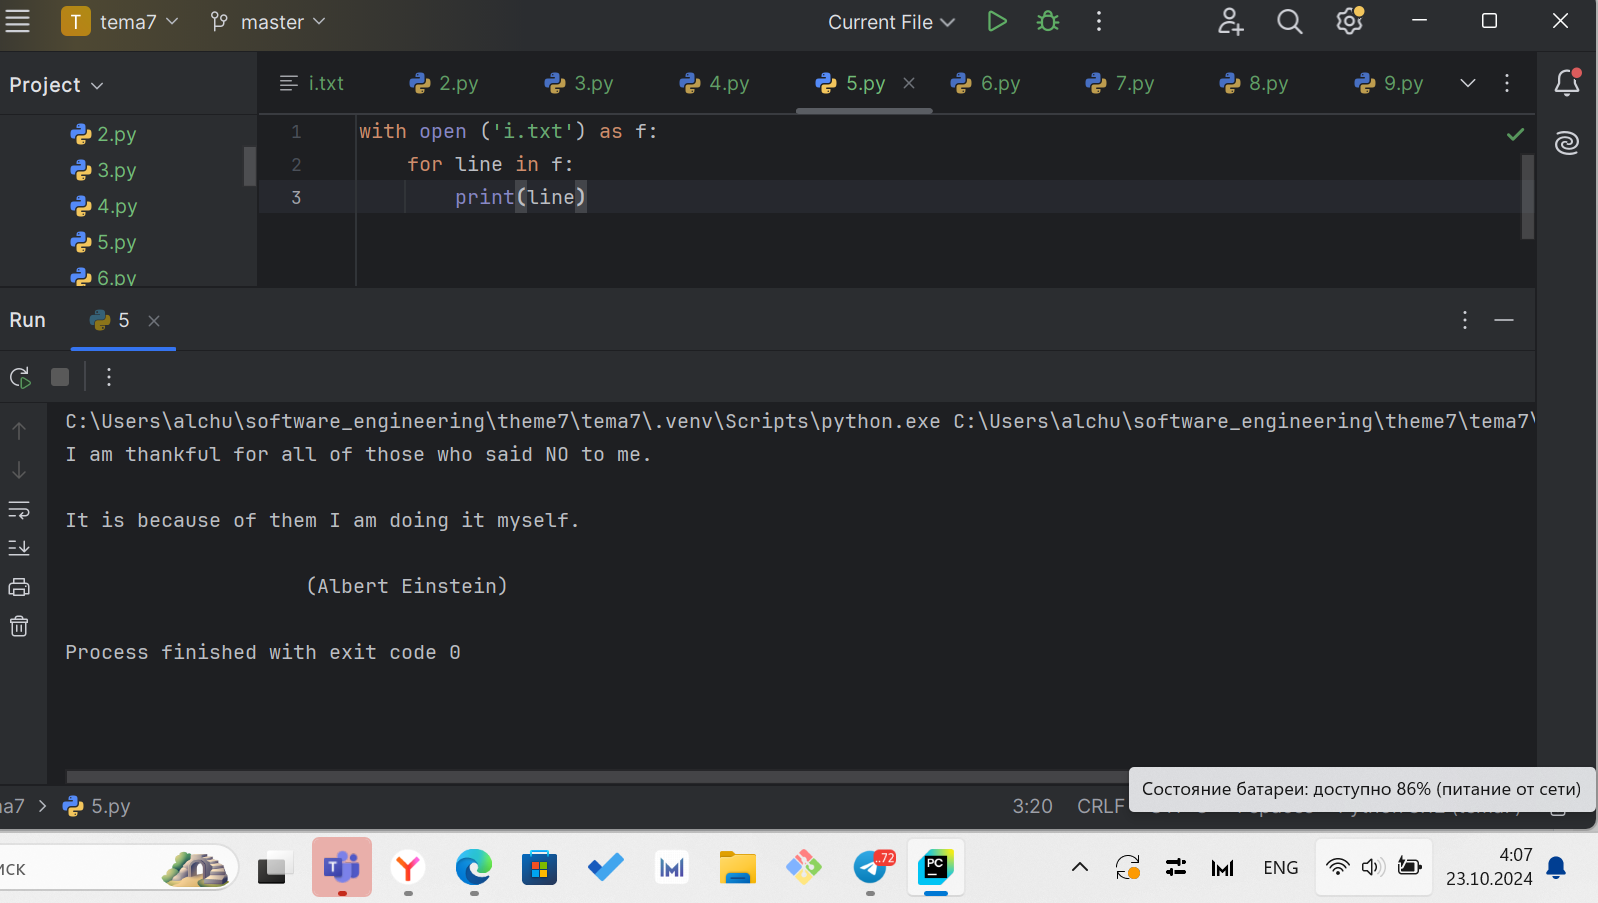 T tema7 master Current File
Project
i.txt 2.py 3.py 4.py 5.py 6.py 7.py 8.py 9.py
2.py
3.py
4.py
5.py
6.py
1 with open ('i.txt') as f:
2 for line in f:
3 print(line)
Run 5
C:\Users\alchu\software_engineering\theme7\tema7\.venv\Scripts\python.exe C:\Users\alchu\software_engineering\theme7\tema7\
I am thankful for all of those who said NO to me.
It is because of them I am doing it myself.
(Albert Einstein)
Process finished with exit code 0
Состояние батареи: доступно 86% (питание от сети)
a7 5.py 3:20 CRLF
иск
T
PC
..72
ENG
4:07
23.10.2024